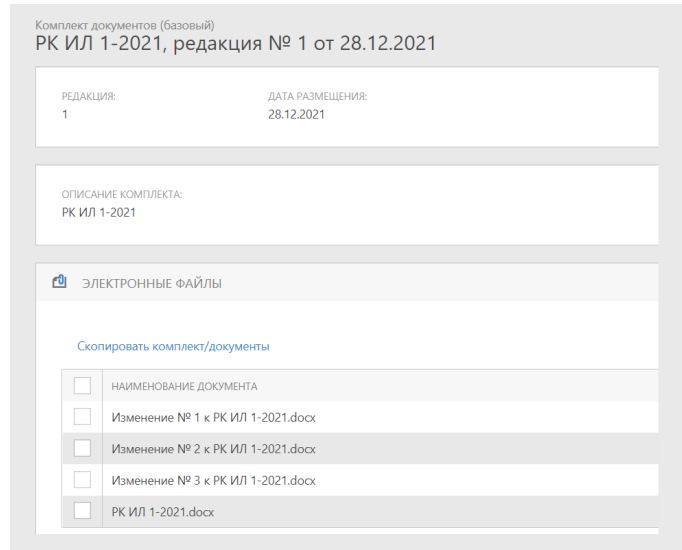 Комплект документов (базовый)
РК ИЛ 1-2021, редакция № 1 от 28.12.2021
РЕДАКЦИЯ: ДАТА РАЗМЕЩЕНИЯ:
1 28.12.2021
ОПИСАНИЕ КОМПЛЕКТА:
РК ИЛ 1-2021
ЭЛЕКТРОННЫЕ ФАЙЛЫ
Скопировать комплект/документы
НАИМЕНОВАНИЕ ДОКУМЕНТА
Изменение № 1 к РК ИЛ 1-2021.docx
Изменение № 2 к РК ИЛ 1-2021.docx
Изменение № 3 к РК ИЛ 1-2021.docx
РК ИЛ 1-2021.docx